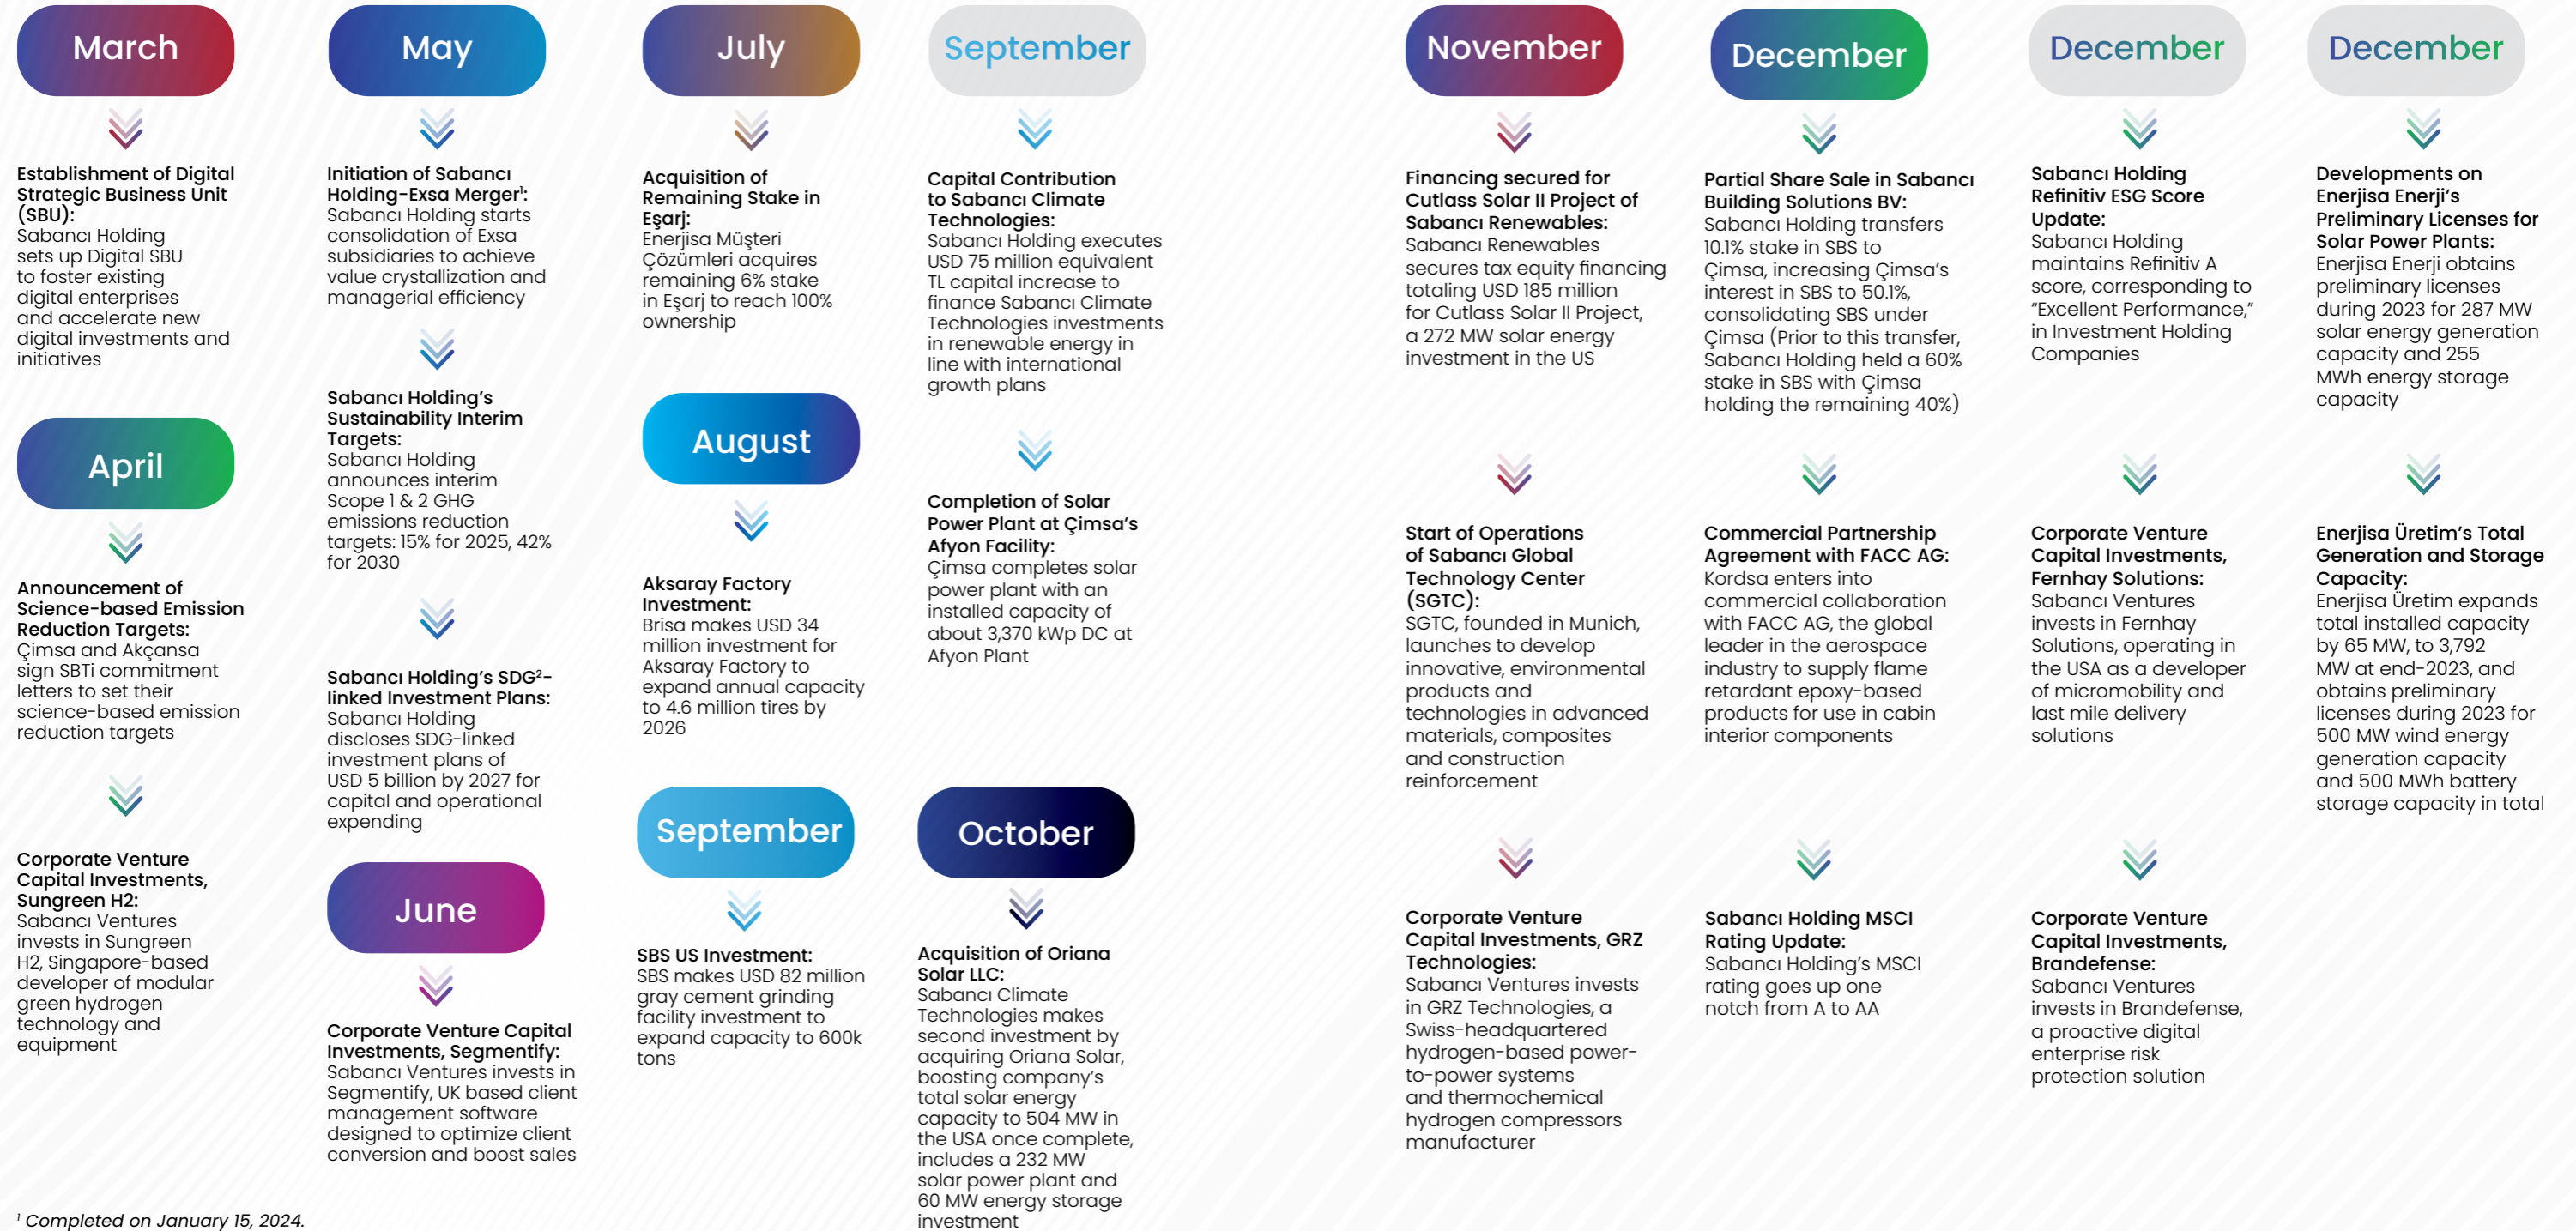 March
Establishment of Digital
Strategic Business Unit
(SBU):
Sabancı Holding
sets up Digital SBU
to foster existing
digital enterprises
and accelerate new
digital investments and
initiatives
April
Announcement of
Science-based Emission
Reduction Targets:
Çimsa and Akçansa
sign SBTi commitment
letters to set their
science-based emission
reduction targets
Corporate Venture
Capital Investments,
Sungreen H2:
Sabancı Ventures
invests in Sungreen
H2, Singapore-based
developer of modular
green hydrogen
technology and
equipment
May
Initiation of Sabancı
Holding-Exsa Merger¹:
Sabancı Holding starts
consolidation of Exsa
subsidiaries to achieve
value crystallization and
managerial efficiency
Sabancı Holding’s
Sustainability Interim
Targets:
Sabancı Holding
announces interim
Scope 1 & 2 GHG
emissions reduction
targets: 15% for 2025, 42%
for 2030
Sabancı Holding’s SDG²-
linked Investment Plans:
Sabancı Holding
discloses SDG-linked
investment plans of
USD 5 billion by 2027 for
capital and operational
expending
June
Corporate Venture Capital
Investments, Segmentify:
Sabancı Ventures invests in
Segmentify, UK based client
management software
designed to optimize client
conversion and boost sales
July
Acquisition of
Remaining Stake in
Eşarj:
Enerjisa Müşteri
Çözümleri acquires
remaining 6% stake
in Eşarj to reach 100%
ownership
August
Aksaray Factory
Investment:
Brisa makes USD 34
million investment for
Aksaray Factory to
expand annual capacity
to 4.6 million tires by
2026
September
SBS US Investment:
SBS makes USD 82 million
gray cement grinding
facility investment to
expand capacity to 600k
tons
September
Capital Contribution
to Sabancı Climate
Technologies:
Sabancı Holding executes
USD 75 million equivalent
TL capital increase to
finance Sabancı Climate
Technologies investments
in renewable energy in
line with international
growth plans
Completion of Solar
Power Plant at Çimsa’s
Afyon Facility:
Çimsa completes solar
power plant with an
installed capacity of
about 3,370 kWp DC at
Afyon Plant
October
Acquisition of Oriana
Solar LLC:
Sabancı Climate
Technologies makes
second investment by
acquiring Oriana Solar,
boosting company’s
total solar energy
capacity to 504 MW in
the USA once complete,
includes a 232 MW
solar power plant and
60 MW energy storage
investment
November
Financing secured for
Cutlass Solar II Project of
Sabancı Renewables:
Sabancı Renewables
secures tax equity financing
totaling USD 185 million
for Cutlass Solar II Project,
a 272 MW solar energy
investment in the US
Start of Operations
of Sabancı Global
Technology Center
(SGTC):
SGTC, founded in Munich,
launches to develop
innovative, environmental
products and
technologies in advanced
materials, composites
and construction
reinforcement
Corporate Venture
Capital Investments, GRZ
Technologies:
Sabancı Ventures invests
in GRZ Technologies, a
Swiss-headquartered
hydrogen-based power-
to-power systems
and thermochemical
hydrogen compressors
manufacturer
December
Partial Share Sale in Sabancı
Building Solutions BV:
Sabancı Holding transfers
10.1% stake in SBS to
Çimsa, increasing Çimsa’s
interest in SBS to 50.1%,
consolidating SBS under
Çimsa (Prior to this transfer,
Sabancı Holding held a 60%
stake in SBS with Çimsa
holding the remaining 40%)
Commercial Partnership
Agreement with FACC AG:
Kordsa enters into
commercial collaboration
with FACC AG, the global
leader in the aerospace
industry to supply flame
retardant epoxy-based
products for use in cabin
interior components
Sabancı Holding MSCI
Rating Update:
Sabancı Holding’s MSCI
rating goes up one
notch from A to AA
December
Sabancı Holding
Refinitiv ESG Score
Update:
Sabancı Holding
maintains Refinitiv A
score, corresponding to
“Excellent Performance,”
in Investment Holding
Companies
Corporate Venture
Capital Investments,
Fernhay Solutions:
Sabancı Ventures
invests in Fernhay
Solutions, operating in
the USA as a developer
of micromobility and
last mile delivery
solutions
Corporate Venture
Capital Investments,
Brandefense:
Sabancı Ventures
invests in Brandefense,
a proactive digital
enterprise risk
protection solution
December
Developments on
Enerjisa Enerji’s
Preliminary Licenses for
Solar Power Plants:
Enerjisa Enerji obtains
preliminary licenses
during 2023 for 287 MW
solar energy generation
capacity and 255
MWh energy storage
capacity
Enerjisa Üretim’s Total
Generation and Storage
Capacity:
Enerjisa Üretim expands
total installed capacity
by 65 MW, to 3,792
MW at end-2023, and
obtains preliminary
licenses during 2023 for
500 MW wind energy
generation capacity
and 500 MWh battery
storage capacity in total
¹ Completed on January 15, 2024.